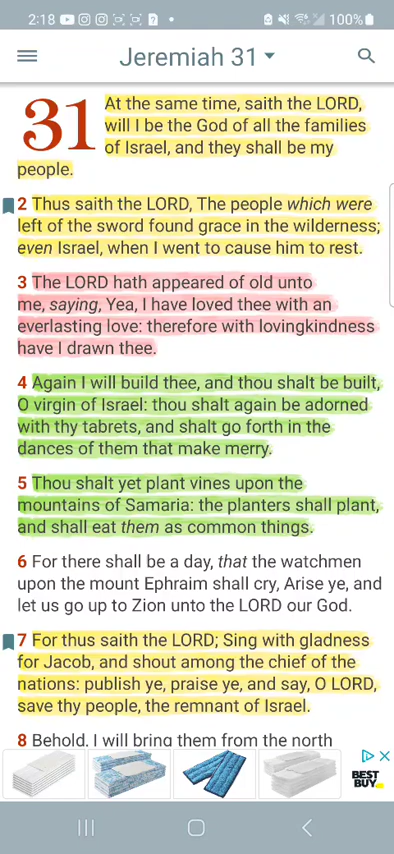 2:18 100%
Jeremiah 31
31 At the same time, saith the LORD,
will I be the God of all the families
of Israel, and they shall be my
people.
2 Thus saith the LORD, The people which were
left of the sword found grace in the wilderness;
even Israel, when I went to cause him to rest.
3 The LORD hath appeared of old unto
me, saying, Yea, I have loved thee with an
everlasting love: therefore with lovingkindness
have I drawn thee.
4 Again I will build thee, and thou shalt be built,
O virgin of Israel: thou shalt again be adorned
with thy tabrets, and shalt go forth in the
dances of them that make merry.
5 Thou shalt yet plant vines upon the
mountains of Samaria: the planters shall plant,
and shall eat them as common things.
6 For there shall be a day, that the watchmen
upon the mount Ephraim shall cry, Arise ye, and
let us go up to Zion unto the LORD our God.
7 For thus saith the LORD; Sing with gladness
for Jacob, and shout among the chief of the
nations: publish ye, praise ye, and say, O LORD,
save thy people, the remnant of Israel.
8 Behold, I will bring them from the north
BEST
BUY